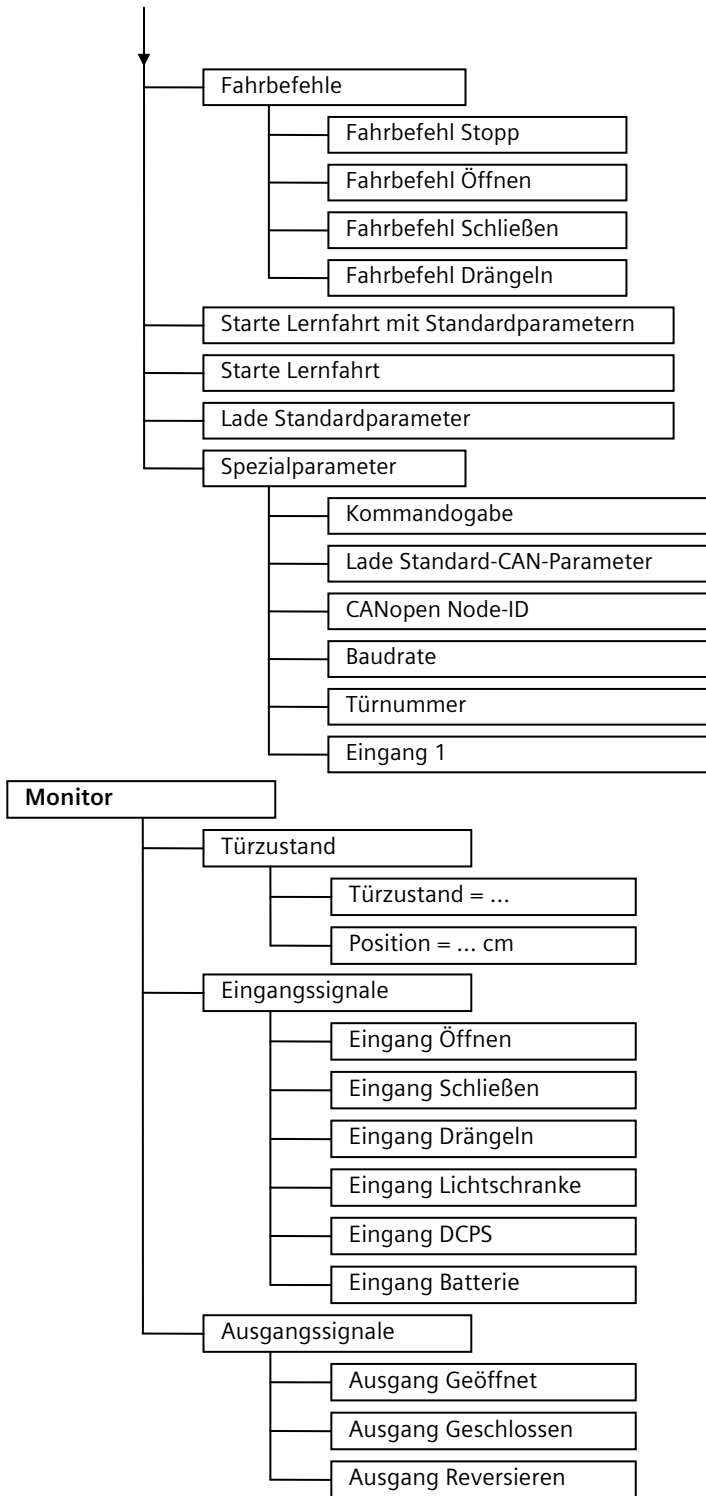 Fahrbefehle
Fahrbefehl Stopp
Fahrbefehl Öffnen
Fahrbefehl Schließen
Fahrbefehl Drängeln
Starte Lernfahrt mit Standardparametern
Starte Lernfahrt
Lade Standardparameter
Spezialparameter
Kommandogabe
Lade Standard-CAN-Parameter
CANopen Node-ID
Baudrate
Türnummer
Eingang 1
Monitor
Türzustand
Türzustand = ...
Position = ... cm
Eingangssignale
Eingang Öffnen
Eingang Schließen
Eingang Drängeln
Eingang Lichtschranke
Eingang DCPS
Eingang Batterie
Ausgangssignale
Ausgang Geöffnet
Ausgang Geschlossen
Ausgang Reversieren